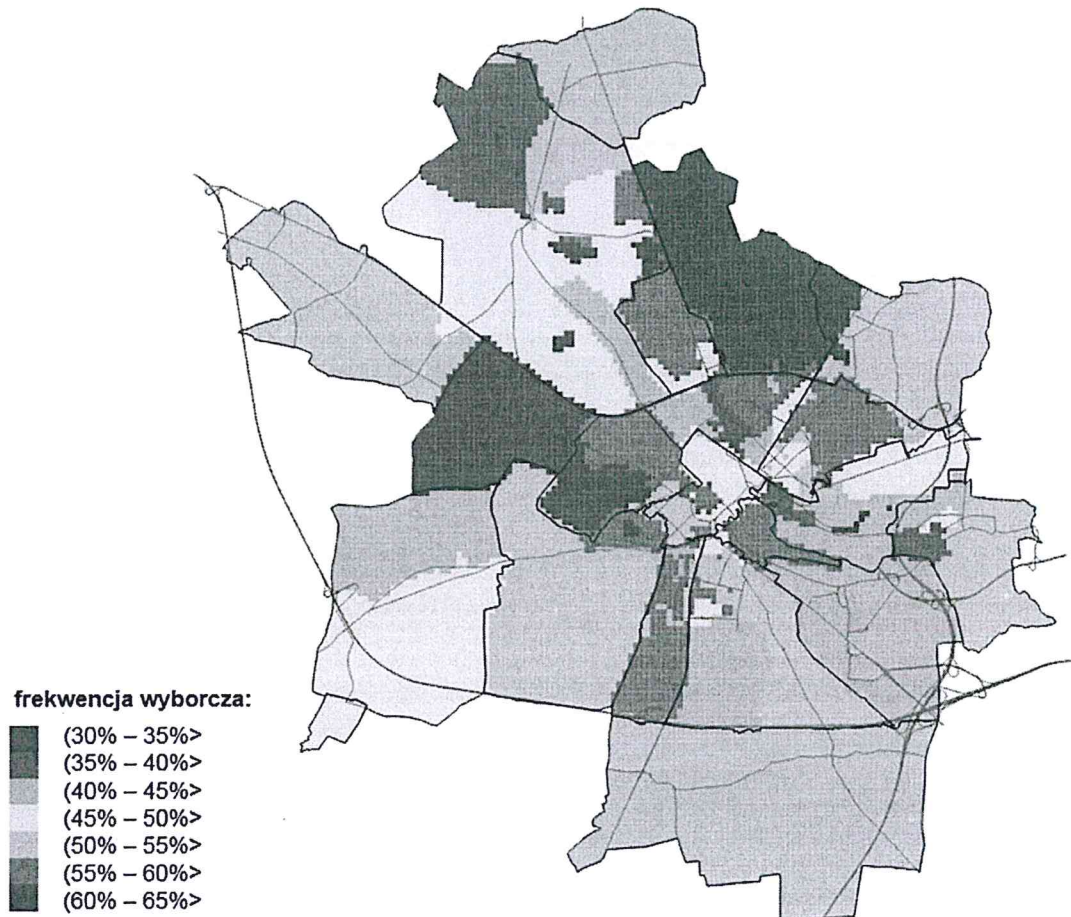 frekwencja wyborcza:
(30% – 35%>
(35% – 40%>
(40% – 45%>
(45% – 50%>
(50% – 55%>
(55% – 60%>
(60% – 65%>